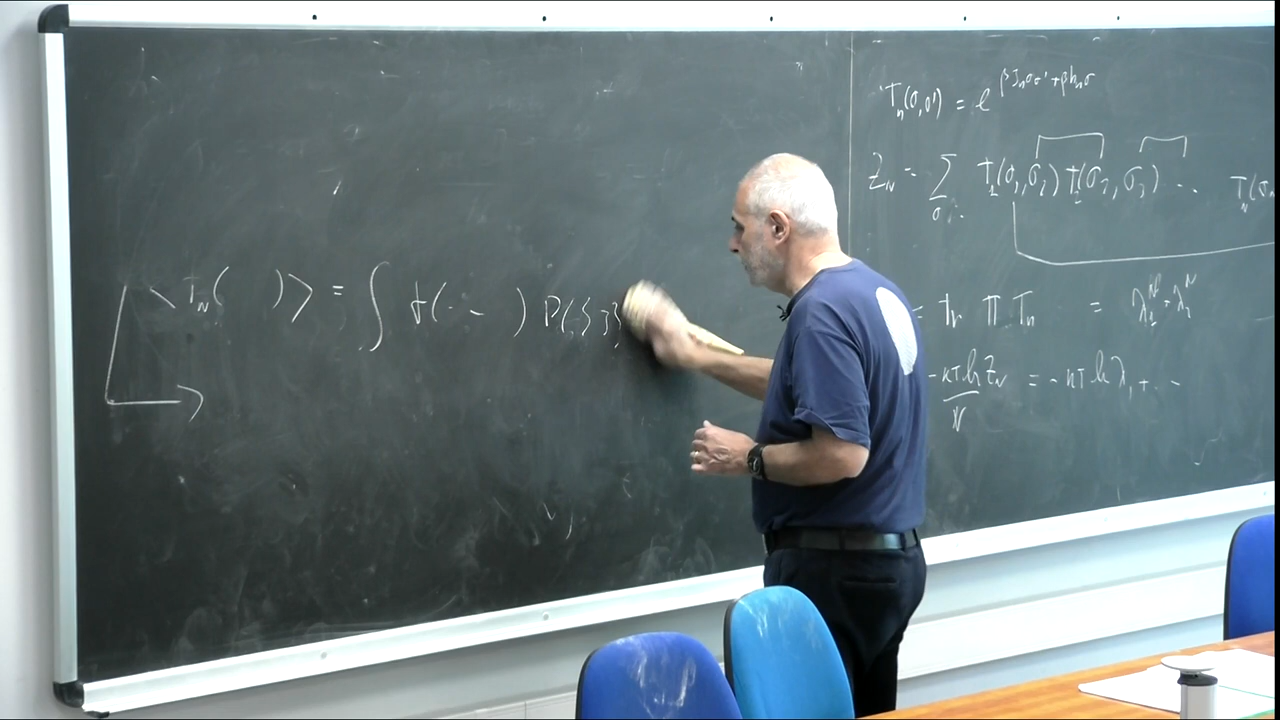 < T_N( )> = ∫ t(·· ) P({J}
T_n(σ,σ') = e^{βJ_nσσ'+βh_nσ}
Z_N = ∑_{σ_i} T_1(σ_1,σ_2) T_2(σ_2,σ_3) ··· T_N(σ_N
= tr Π T_n = λ_1^N + λ_2^N
-KT ln Z_N / N = -KT ln λ_1 + ···